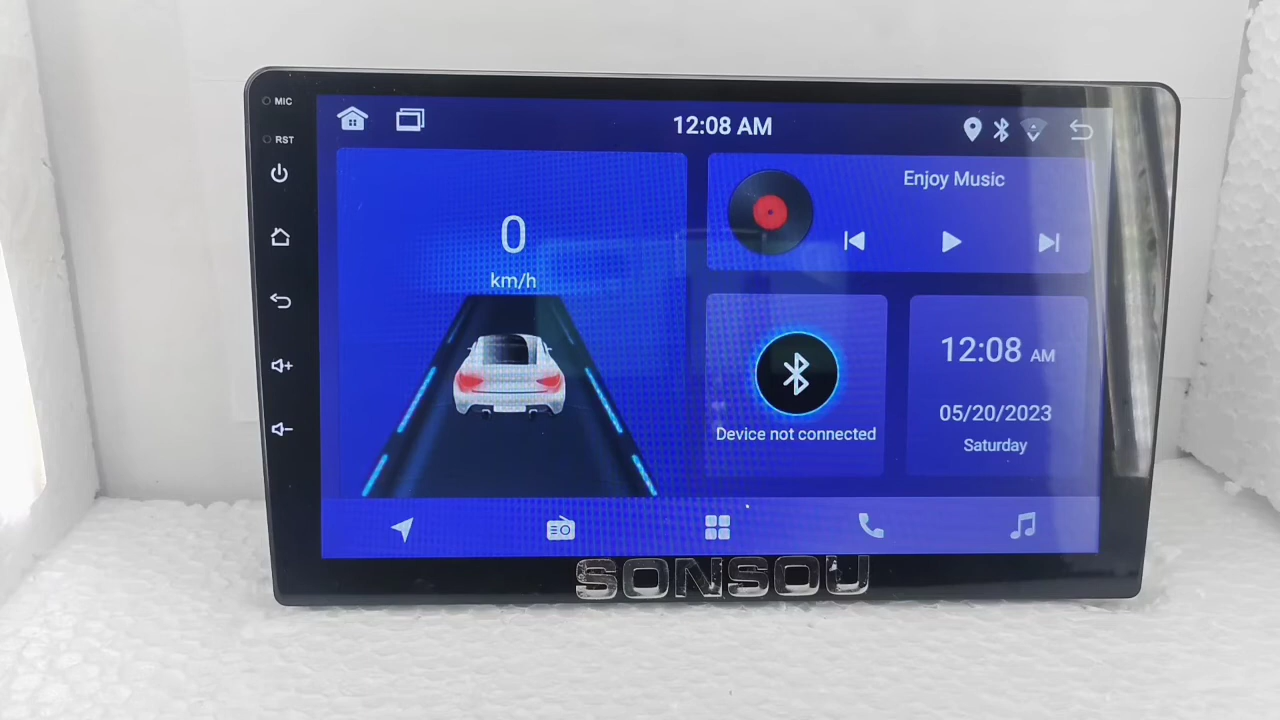 MIC
RST
12:08 AM
0
km/h
Enjoy Music
Device not connected
12:08 AM
05/20/2023
Saturday
SONSOU